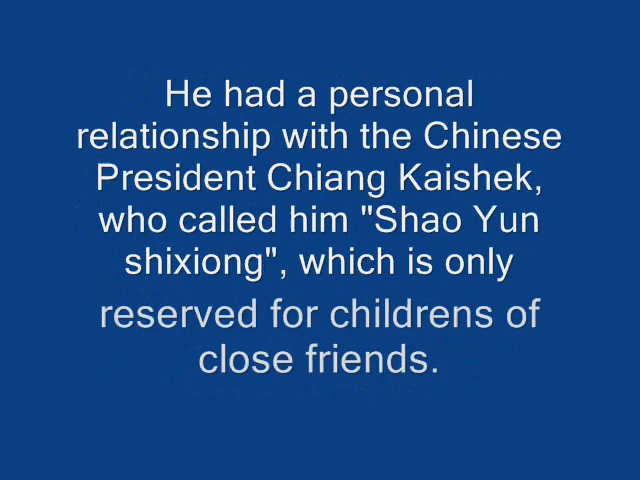 He had a personal
relationship with the Chinese
President Chiang Kaishek,
who called him "Shao Yun
shixiong", which is only
reserved for childrens of
close friends.